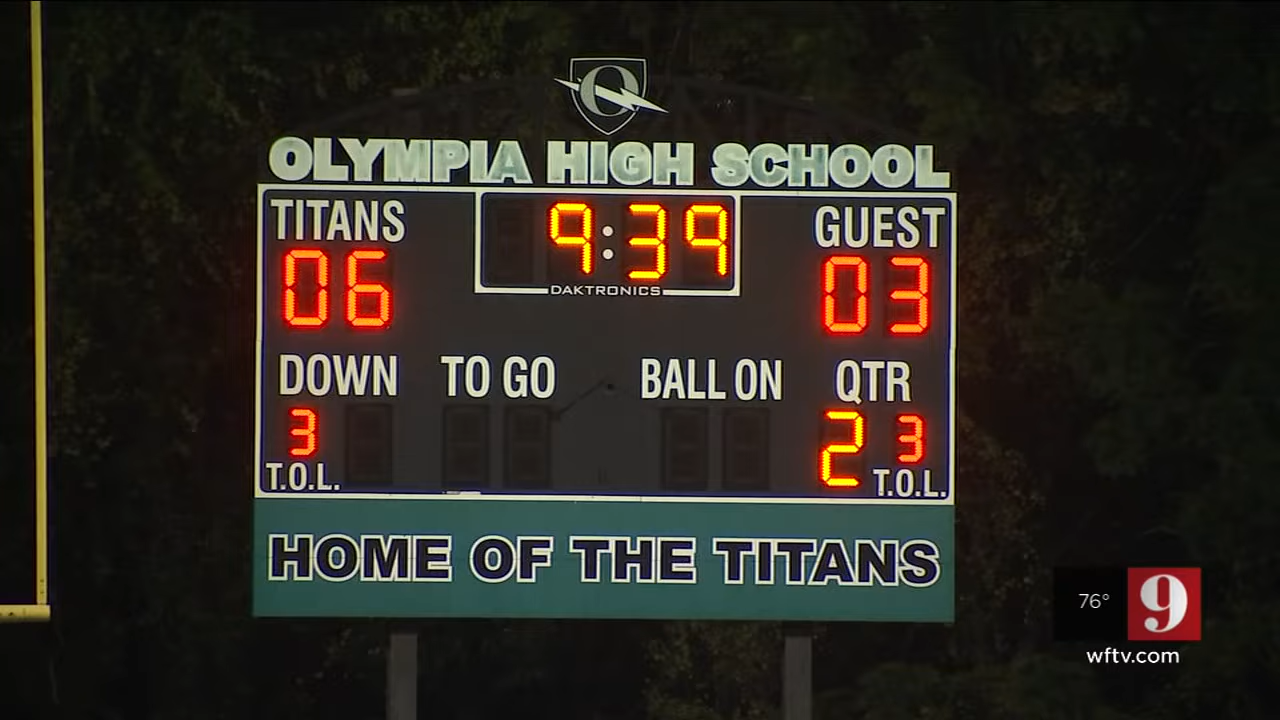 O
OLYMPIA HIGH SCHOOL
TITANS 9:39 GUEST
06 DAKTRONICS 03
DOWN TO GO BALL ON QTR
3 2 3
T.O.L. T.O.L.
HOME OF THE TITANS
76° 9
wftv.com